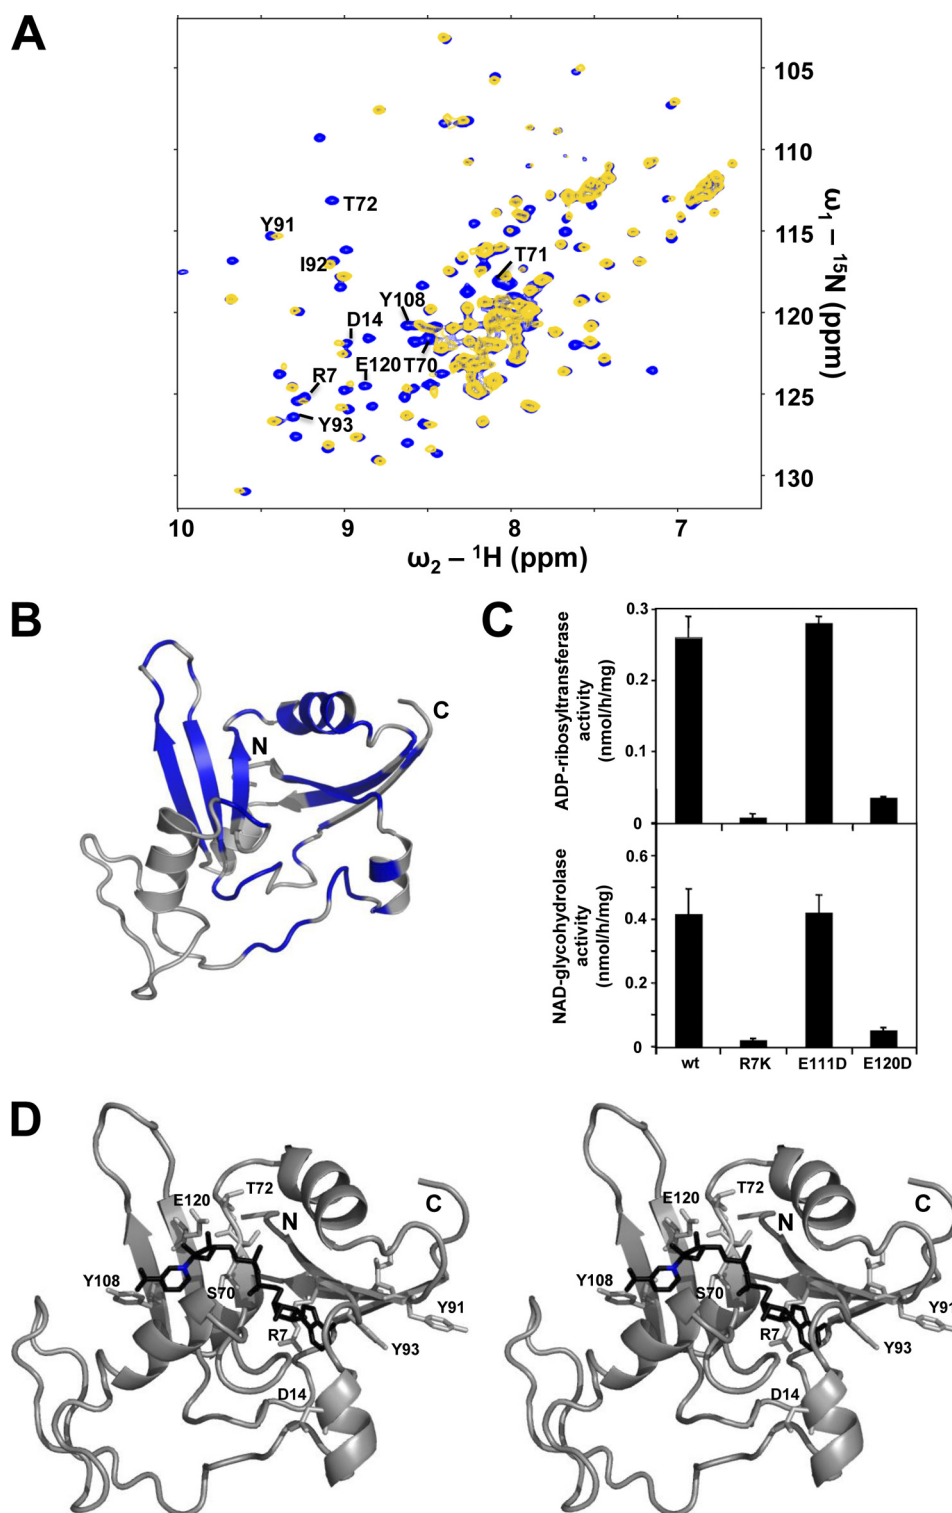 A
105
110
T72
Y91
115
I92
T71
Y108
120
D14
E120
T70
R7
125
Y93
130
ω₁ – ¹⁵N (ppm)
10
9
8
7
ω₂ – ¹H (ppm)
B
N
C
C
ADP-ribosyltransferase
activity
(nmol/h/mg)
0.3
0.2
0.1
0
NAD-glycohydrolase
activity
(nmol/h/mg)
0.6
0.4
0.2
0
wt
R7K
E111D
E120D
D
E120
T72
N
C
Y108
S70
R7
Y91
Y93
D14
E120
T72
N
C
Y108
S70
R7
Y91
Y93
D14